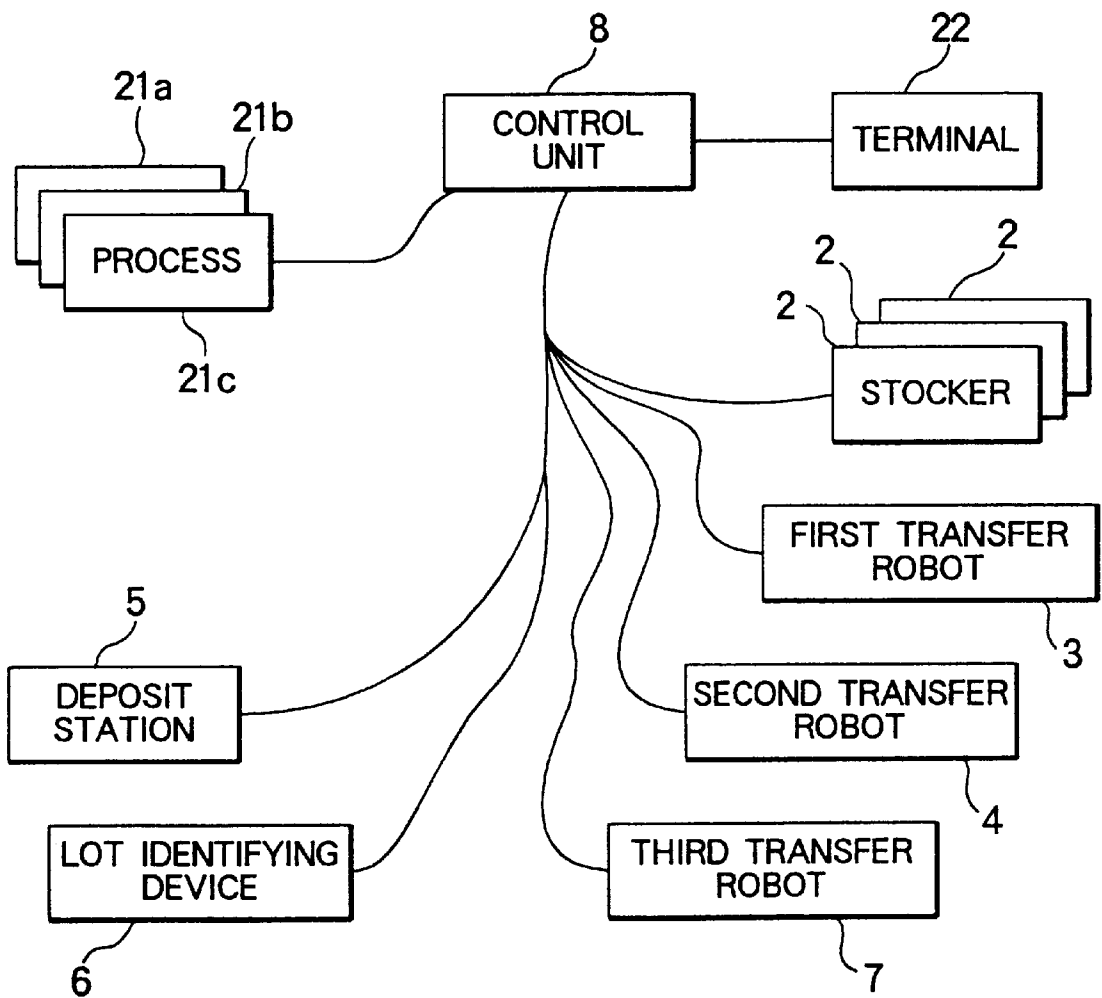 8
22
21a
21b
CONTROL
UNIT
TERMINAL
PROCESS
21c
2
2
2
STOCKER
FIRST TRANSFER
ROBOT
3
5
DEPOSIT
STATION
SECOND TRANSFER
ROBOT
4
LOT IDENTIFYING
DEVICE
6
THIRD TRANSFER
ROBOT
7